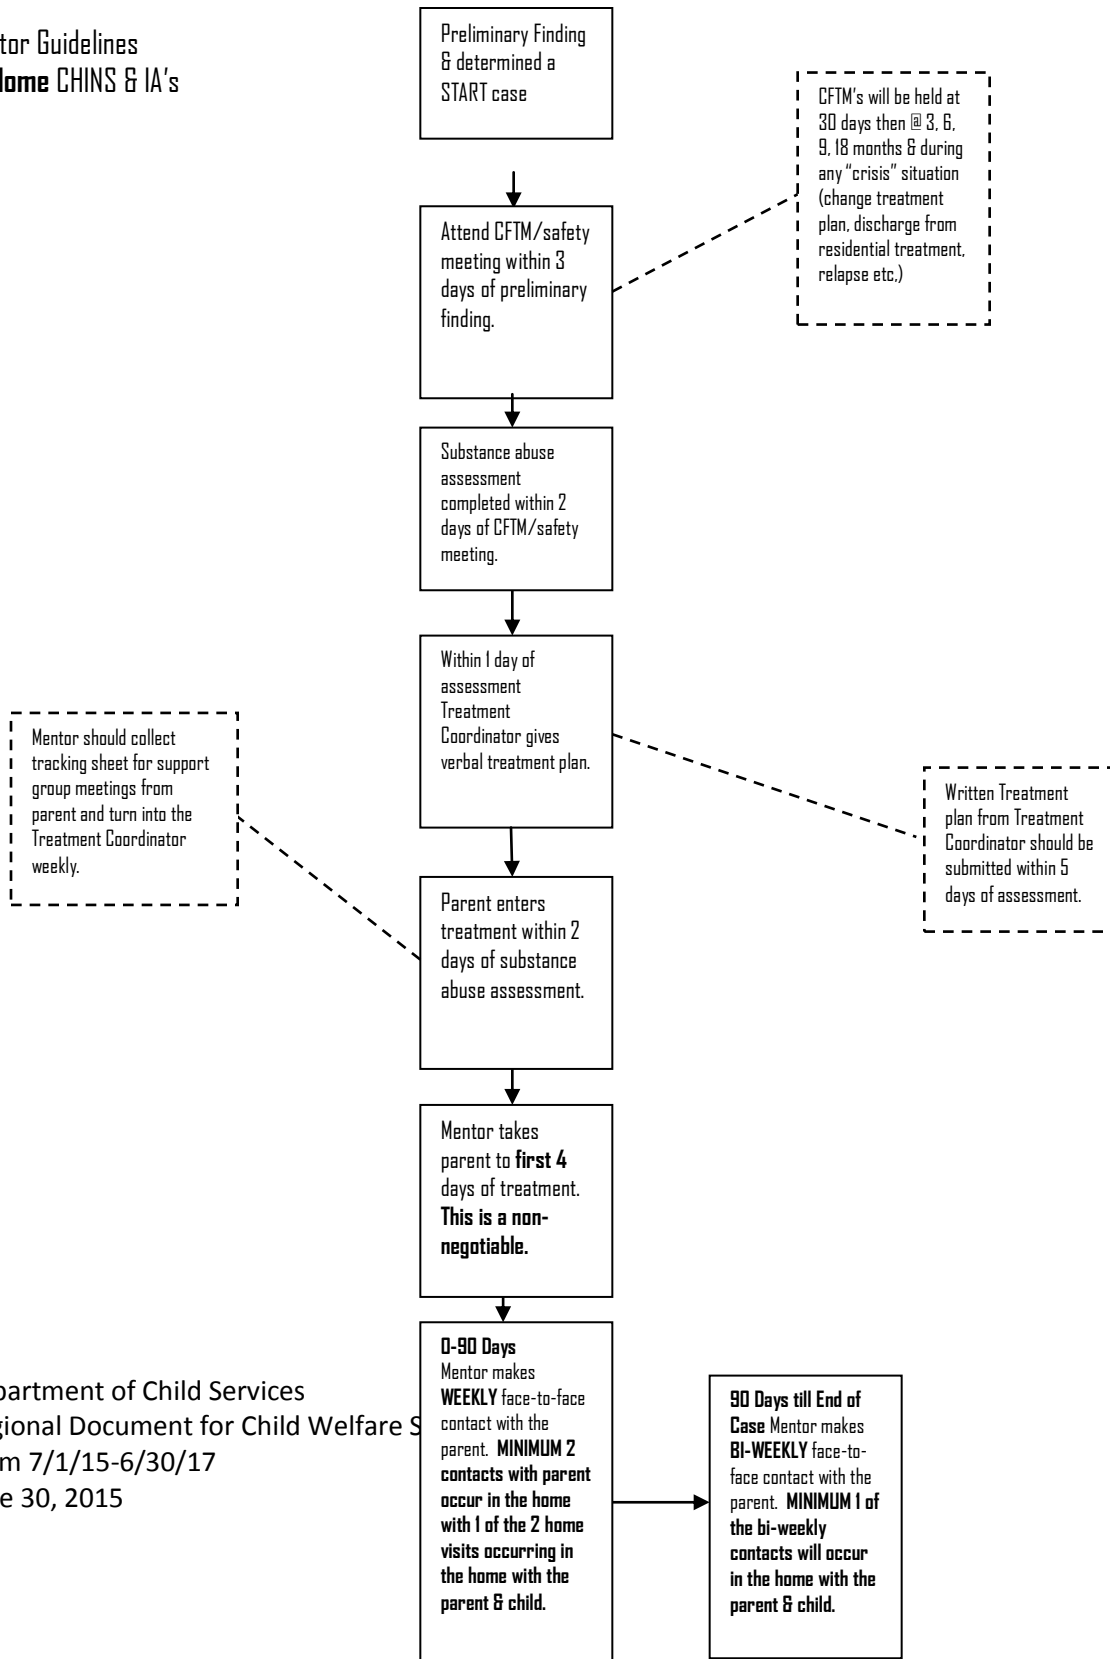 tor Guidelines
Home CHINS & IA's
Preliminary Finding
& determined a
START case
CFTM's will be held at
30 days then @ 3, 6,
9, 18 months & during
any "crisis" situation
(change treatment
plan, discharge from
residential treatment,
relapse etc,)
Attend CFTM/safety
meeting within 3
days of preliminary
finding.
Substance abuse
assessment
completed within 2
days of CFTM/safety
meeting.
Within 1 day of
assessment
Treatment
Coordinator gives
verbal treatment plan.
Mentor should collect
tracking sheet for support
group meetings from
parent and turn into the
Treatment Coordinator
weekly.
Written Treatment
plan from Treatment
Coordinator should be
submitted within 5
days of assessment.
Parent enters
treatment within 2
days of substance
abuse assessment.
Mentor takes
parent to first 4
days of treatment.
This is a non-
negotiable.
0-90 Days
Mentor makes
WEEKLY face-to-face
contact with the
parent. MINIMUM 2
contacts with parent
occur in the home
with 1 of the 2 home
visits occurring in
the home with the
parent & child.
90 Days till End of
Case Mentor makes
BI-WEEKLY face-to-
face contact with the
parent. MINIMUM 1 of
the bi-weekly
contacts will occur
in the home with the
parent & child.
partment of Child Services
gional Document for Child Welfare S
m 7/1/15-6/30/17
e 30, 2015